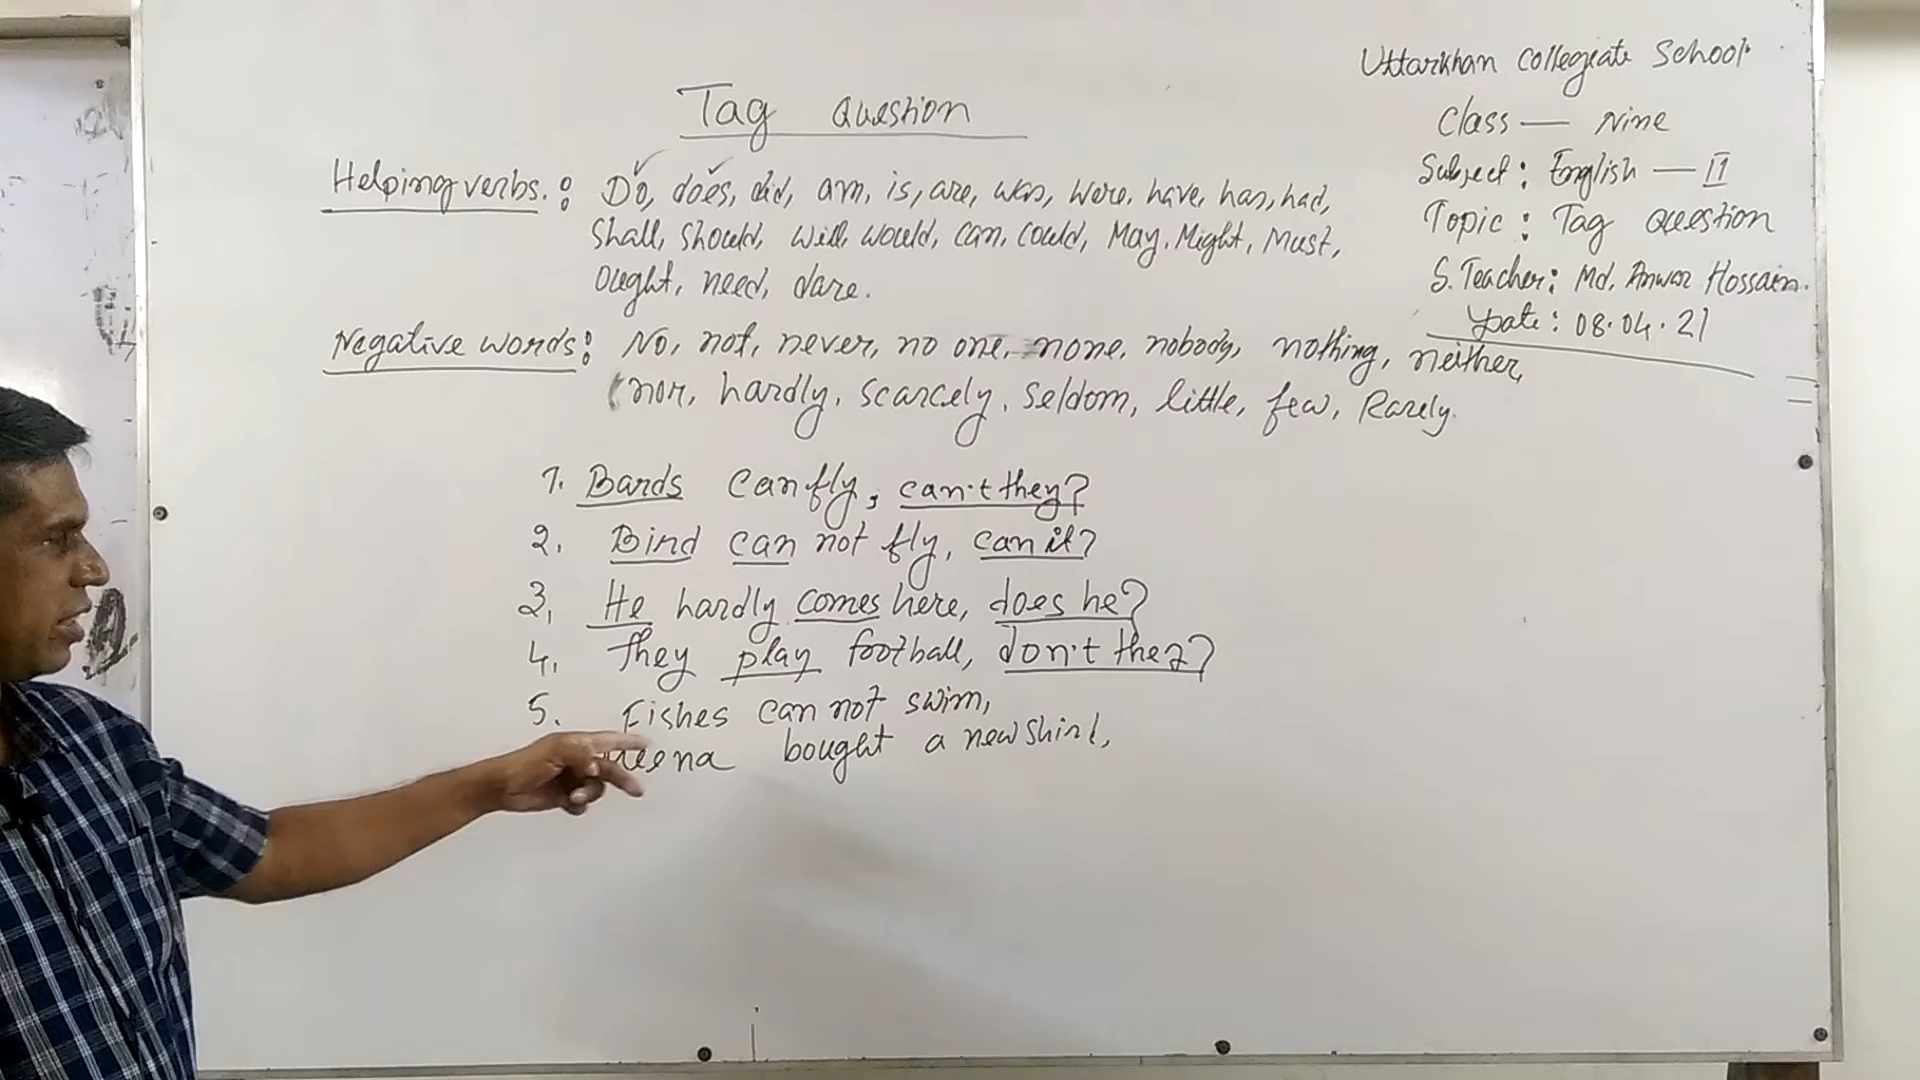 Uttarkhan Collegiate School
Class — Nine
Subject: English — II
Topic: Tag Question
S. Teacher: Md. Anwar Hossain.
Date: 08.04.21
Tag Question
Helping verbs.: Do, does, did, am, is, are, was, were, have, has, had,
Shall, Should, will, would, can, could, May, Might, Must,
Ought, need, dare.
Negative words: No, not, never, no one, none, nobody, nothing, neither,
(nor, hardly, scarcely, seldom, little, few, Rarely.
1. Bards Can fly, can't they?
2. Bird can not fly, can it?
3. He hardly comes here, does he?
4. They play football, don't they?
5. Fishes can not swim,
bought a new shirt,